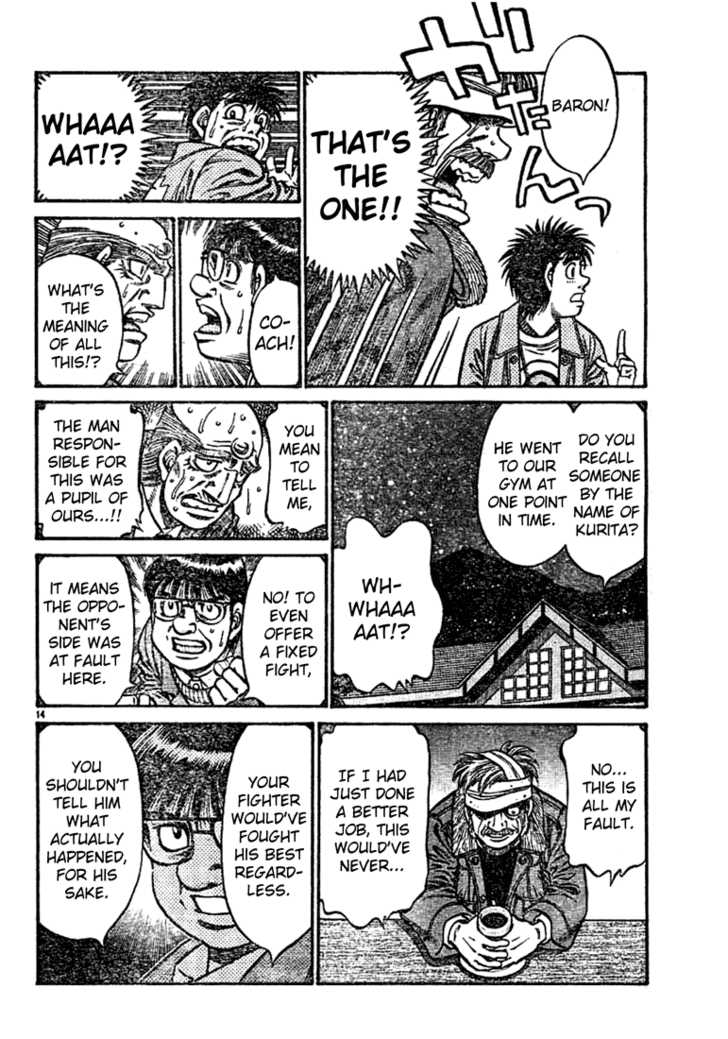 BARON!
ガガーんっ
THAT'S
THE
ONE!!
WHAAA
AAT!?
CO-
ACH!
WHAT'S
THE
MEANING
OF ALL
THIS!?
DO YOU
RECALL
SOMEONE
BY THE
NAME OF
KURITA?
HE WENT
TO OUR
GYM AT
ONE POINT
IN TIME.
WH-
WHAAA
AAT!?
YOU
MEAN
TO
TELL
ME,
THE MAN
RESPON-
SIBLE FOR
THIS WAS
A PUPIL OF
OURS...!!
NO! TO
EVEN
OFFER
A FIXED
FIGHT,
IT MEANS
THE OPPO-
NENT'S
SIDE WAS
AT FAULT
HERE.
14
NO...
THIS IS
ALL MY
FAULT.
IF I HAD
JUST DONE
A BETTER
JOB, THIS
WOULD'VE
NEVER...
YOUR
FIGHTER
WOULD'VE
FOUGHT
HIS BEST
REGARD-
LESS.
YOU
SHOULDN'T
TELL HIM
WHAT
ACTUALLY
HAPPENED,
FOR HIS
SAKE.